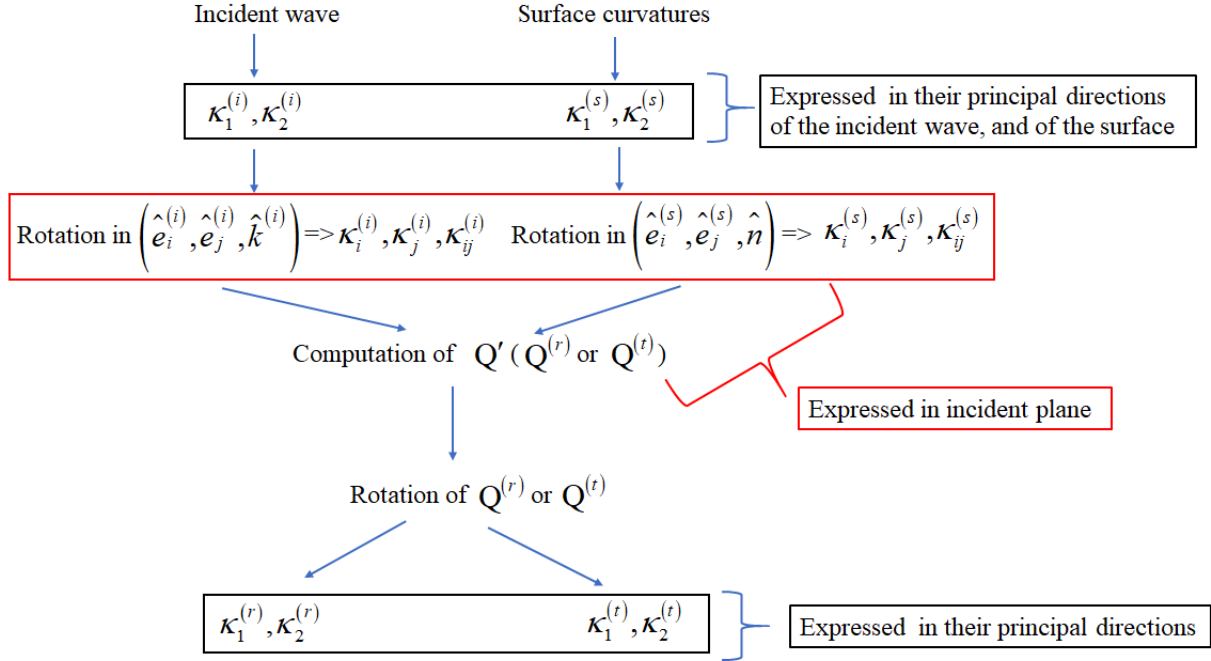 Incident wave
Surface curvatures
κ₁⁽ⁱ⁾, κ₂⁽ⁱ⁾
κ₁⁽ˢ⁾, κ₂⁽ˢ⁾
Expressed in their principal directions
of the incident wave, and of the surface
Rotation in (ê_i^(i), ê_j^(i), k̂^(i)) => κ_i^(i), κ_j^(i), κ_ij^(i)
Rotation in (ê_i^(s), ê_j^(s), n̂) => κ_i^(s), κ_j^(s), κ_ij^(s)
Computation of Q′ (Q^(r) or Q^(t))
Expressed in incident plane
Rotation of Q^(r) or Q^(t)
κ₁^(r), κ₂^(r)
κ₁^(t), κ₂^(t)
Expressed in their principal directions